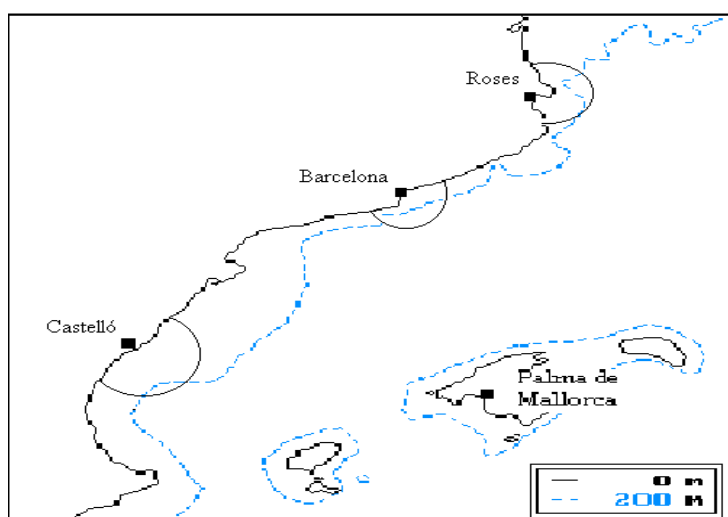 Roses
Barcelona
Castelló
Palma de
Mallorca
0 m
200 m